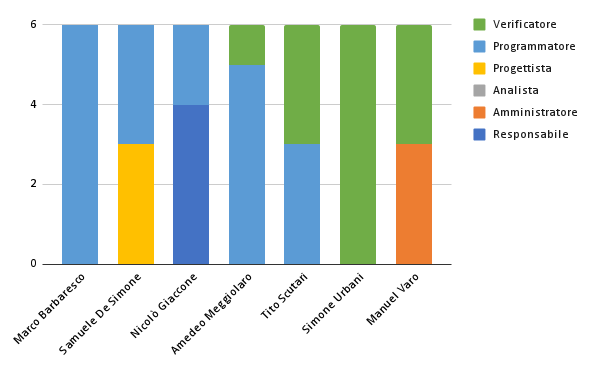 6
4
2
0
Marco Barbaresco
Samuele De Simone
Nicolò Giaccone
Amedeo Meggiolaro
Tito Scutari
Simone Urbani
Manuel Varo
Verificatore
Programmatore
Progettista
Analista
Amministratore
Responsabile